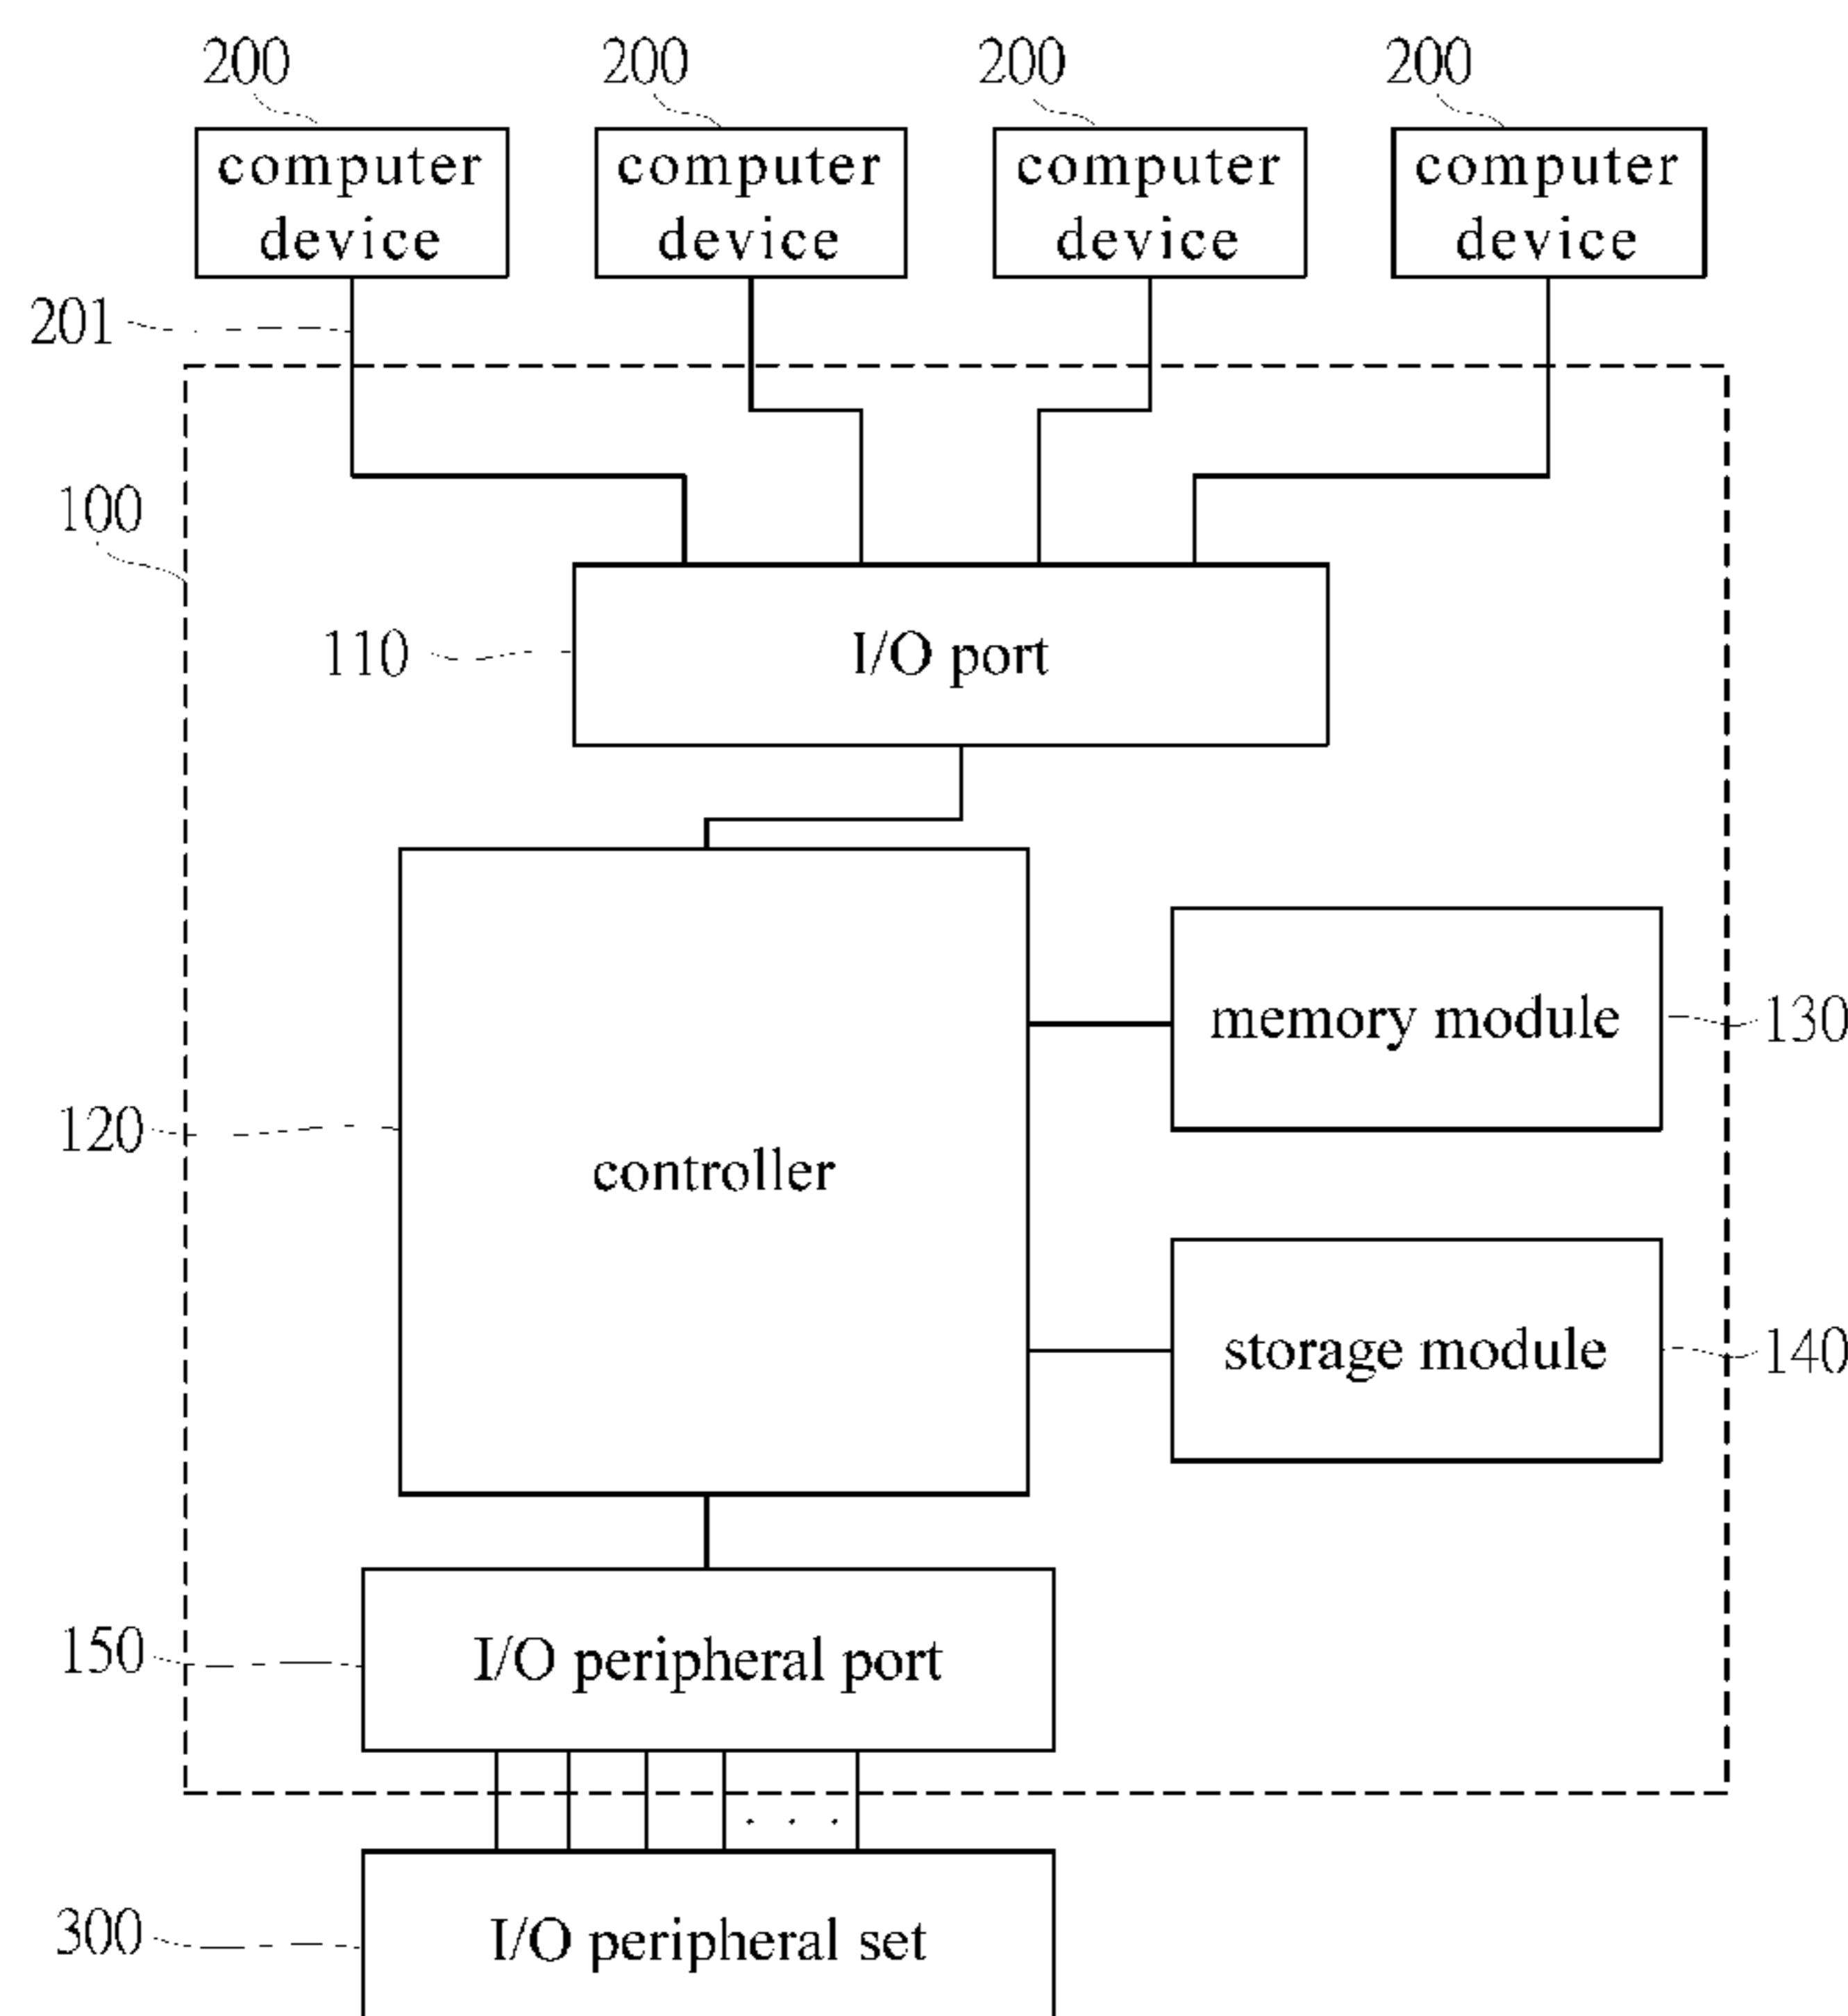 200
200
200
200
computer
device
computer
device
computer
device
computer
device
201
100
110
I/O port
memory module
130
120
controller
storage module
140
150
I/O peripheral port
. . .
300
I/O peripheral set